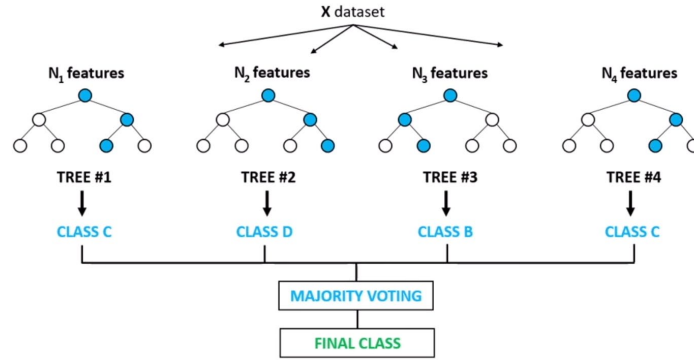 X dataset
N₁ features N₂ features N₃ features N₄ features
TREE #1 TREE #2 TREE #3 TREE #4
CLASS C CLASS D CLASS B CLASS C
MAJORITY VOTING
FINAL CLASS